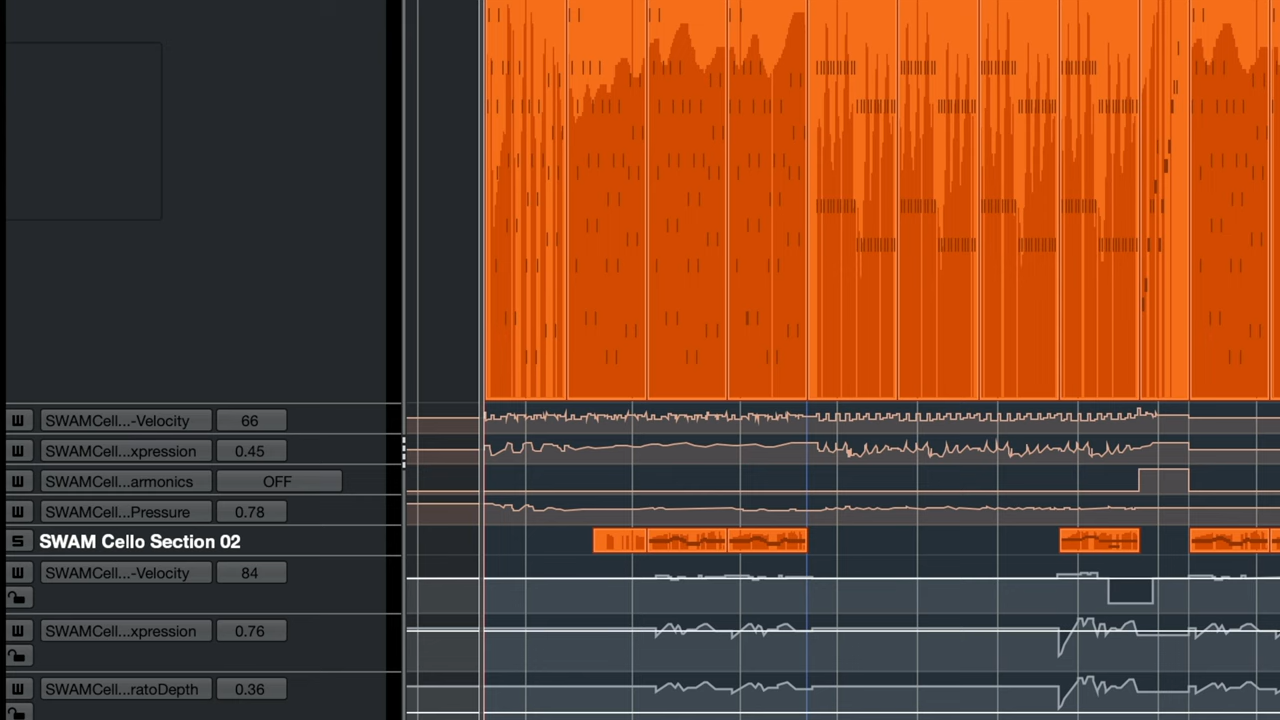 W SWAMCell...-Velocity 66
W SWAMCell...xpression 0.45
W SWAMCell...armonics OFF
W SWAMCell...Pressure 0.78
S SWAM Cello Section 02
W SWAMCell...-Velocity 84
W SWAMCell...xpression 0.76
W SWAMCell...ratoDepth 0.36